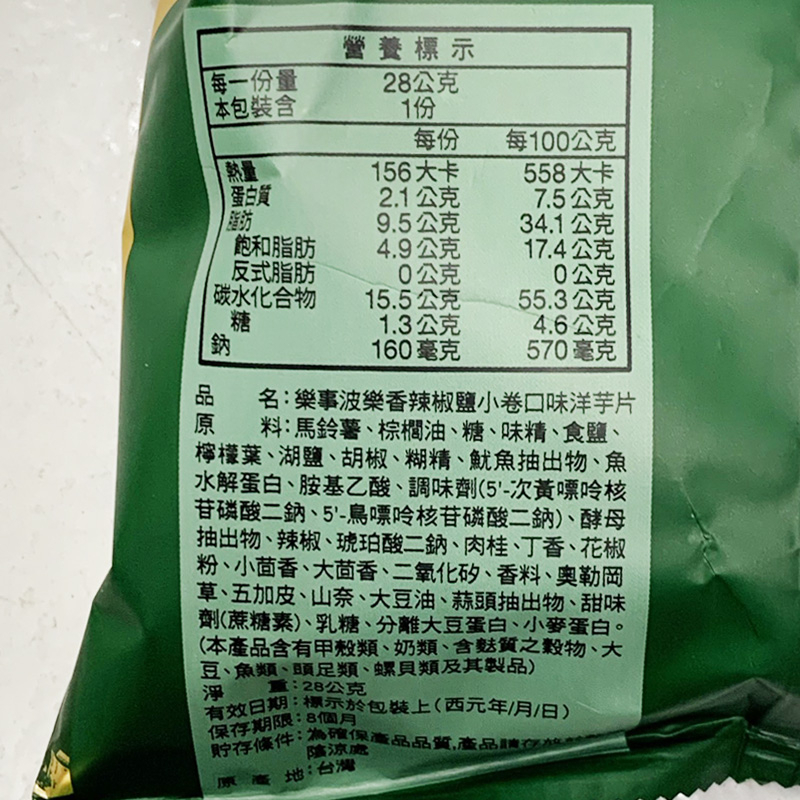 營養標示
每一份量 28公克
本包裝含 1份
每份 每100公克
熱量 156大卡 558大卡
蛋白質 2.1公克 7.5公克
脂肪 9.5公克 34.1公克
飽和脂肪 4.9公克 17.4公克
反式脂肪 0公克 0公克
碳水化合物 15.5公克 55.3公克
糖 1.3公克 4.6公克
鈉 160毫克 570毫克
品 名：樂事波樂香辣椒鹽小卷口味洋芋片
原 料：馬鈴薯、棕櫚油、糖、味精、食鹽、
檸檬葉、湖鹽、胡椒、糊精、魷魚抽出物、魚
水解蛋白、胺基乙酸、調味劑(5'-次黃嘌呤核
苷磷酸二鈉、5'-鳥嘌呤核苷磷酸二鈉)、酵母
抽出物、辣椒、琥珀酸二鈉、肉桂、丁香、花椒
粉、小茴香、大茴香、二氧化矽、香料、奧勒岡
草、五加皮、山奈、大豆油、蒜頭抽出物、甜味
劑(蔗糖素)、乳糖、分離大豆蛋白、小麥蛋白。
(本產品含有甲殼類、奶類、含麩質之穀物、大
豆、魚類、頭足類、螺貝類及其製品)
淨 重：28公克
有效日期：標示於包裝上(西元年/月/日)
保存期限：8個月
貯存條件：為確保產品品質,產品請存放
陰涼處
原產地：台灣